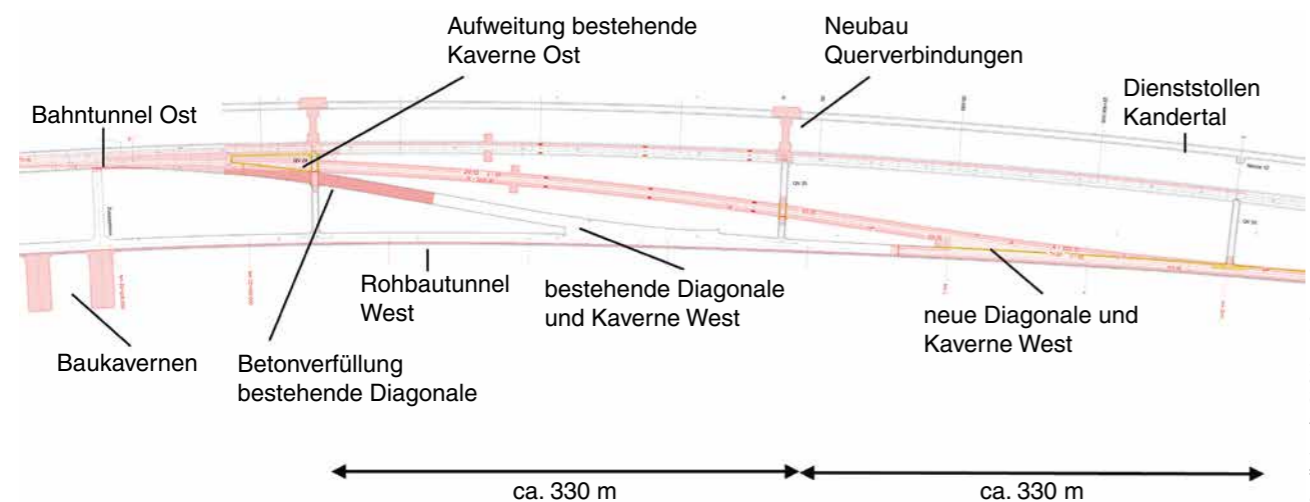 Aufweitung bestehende
Kaverne Ost
Neubau
Querverbindungen
Dienststollen
Kandertal
Bahntunnel Ost
Rohbautunnel
West
bestehende Diagonale
und Kaverne West
neue Diagonale und
Kaverne West
Baukavernen
Betonverfüllung
bestehende Diagonale
ca. 330 m
ca. 330 m